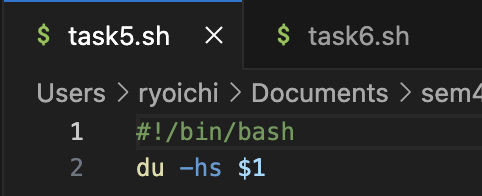 $ task5.sh × $ task6.sh
Users > ryoichi > Documents > sem4
1 #!/bin/bash
2 du -hs $1